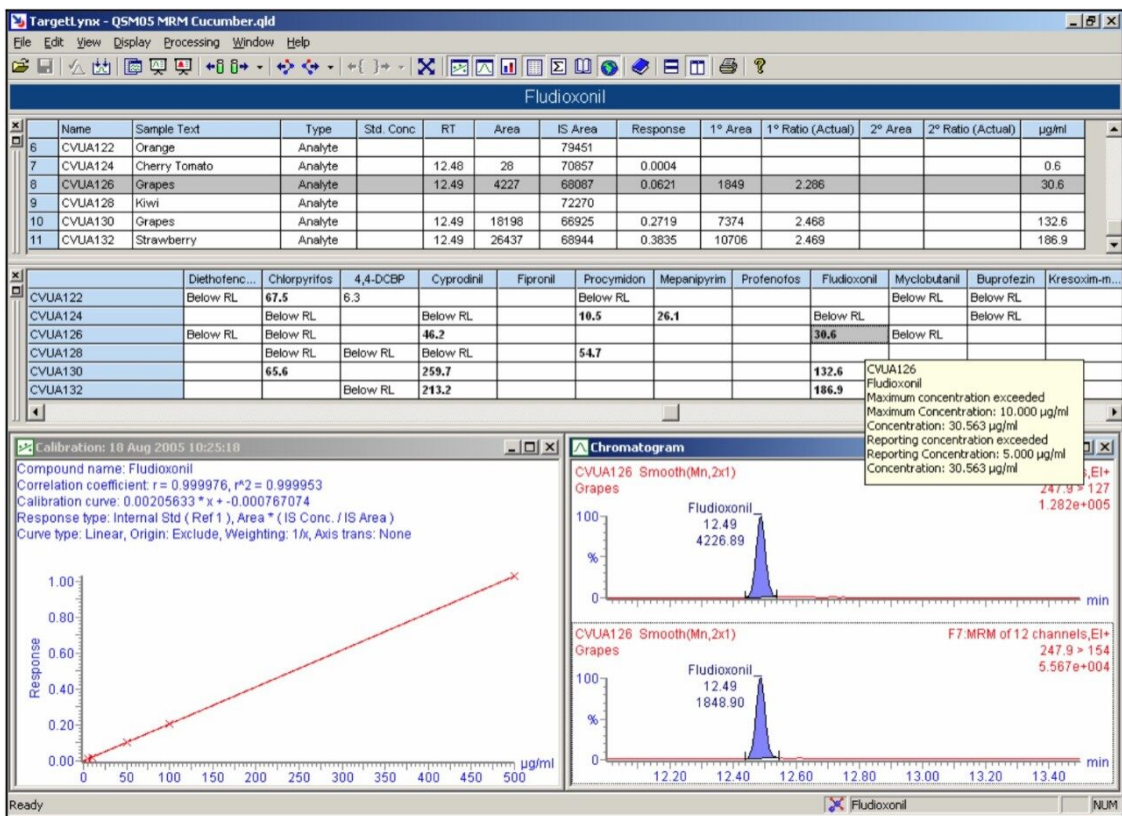 TargetLynx - QSM05 MRM Cucumber.qld
File Edit View Display Processing Window Help
Fludioxonil
Name Sample Text Type Std. Conc RT Area IS Area Response 1º Area 1º Ratio (Actual) 2º Area 2º Ratio (Actual) µg/ml
6 CVUA122 Orange Analyte 79451
7 CVUA124 Cherry Tomato Analyte 12.48 28 70857 0.0004 0.6
8 CVUA126 Grapes Analyte 12.49 4227 68087 0.0621 1849 2.286 30.6
9 CVUA128 Kiwi Analyte 72270
10 CVUA130 Grapes Analyte 12.49 18198 66925 0.2719 7374 2.468 132.6
11 CVUA132 Strawberry Analyte 12.49 26437 68944 0.3835 10706 2.469 186.9
Diethofenc... Chlorpyrifos 4,4-DCBP Cyprodinil Fipronil Procymidon Mepanipyrim Profenofos Fludioxonil Myclobutanil Buprofezin Kresoxim-m...
CVUA122 Below RL 67.5 6.3 Below RL Below RL Below RL
CVUA124 Below RL Below RL 10.5 26.1 Below RL Below RL
CVUA126 Below RL Below RL 46.2 30.6 Below RL
CVUA128 Below RL Below RL Below RL 54.7
CVUA130 65.6 259.7 132.6
CVUA132 Below RL 213.2 186.9
CVUA126
Fludioxonil
Maximum concentration exceeded
Maximum Concentration: 10.000 µg/ml
Concentration: 30.563 µg/ml
Reporting concentration exceeded
Reporting Concentration: 5.000 µg/ml
Concentration: 30.563 µg/ml
Calibration: 18 Aug 2005 10:25:18
Compound name: Fludioxonil
Correlation coefficient: r = 0.999976, r^2 = 0.999953
Calibration curve: 0.00205633 * x + -0.000767074
Response type: Internal Std ( Ref 1 ), Area * ( IS Conc. / IS Area )
Curve type: Linear, Origin: Exclude, Weighting: 1/x, Axis trans: None
1.00
0.80
0.60
0.40
0.20
0.00
Response
0 50 100 150 200 250 300 350 400 450 500 µg/ml
Chromatogram
CVUA126 Smooth(Mn,2x1) s,EI+
Grapes 247.9 > 127
1.282e+005
Fludioxonil
12.49
4226.89
100
%
0
min
CVUA126 Smooth(Mn,2x1) F7:MRM of 12 channels,EI+
Grapes 247.9 > 154
5.567e+004
Fludioxonil
12.49
1848.90
100
%
0
min
12.20 12.40 12.60 12.80 13.00 13.20 13.40
Ready Fludioxonil NUM